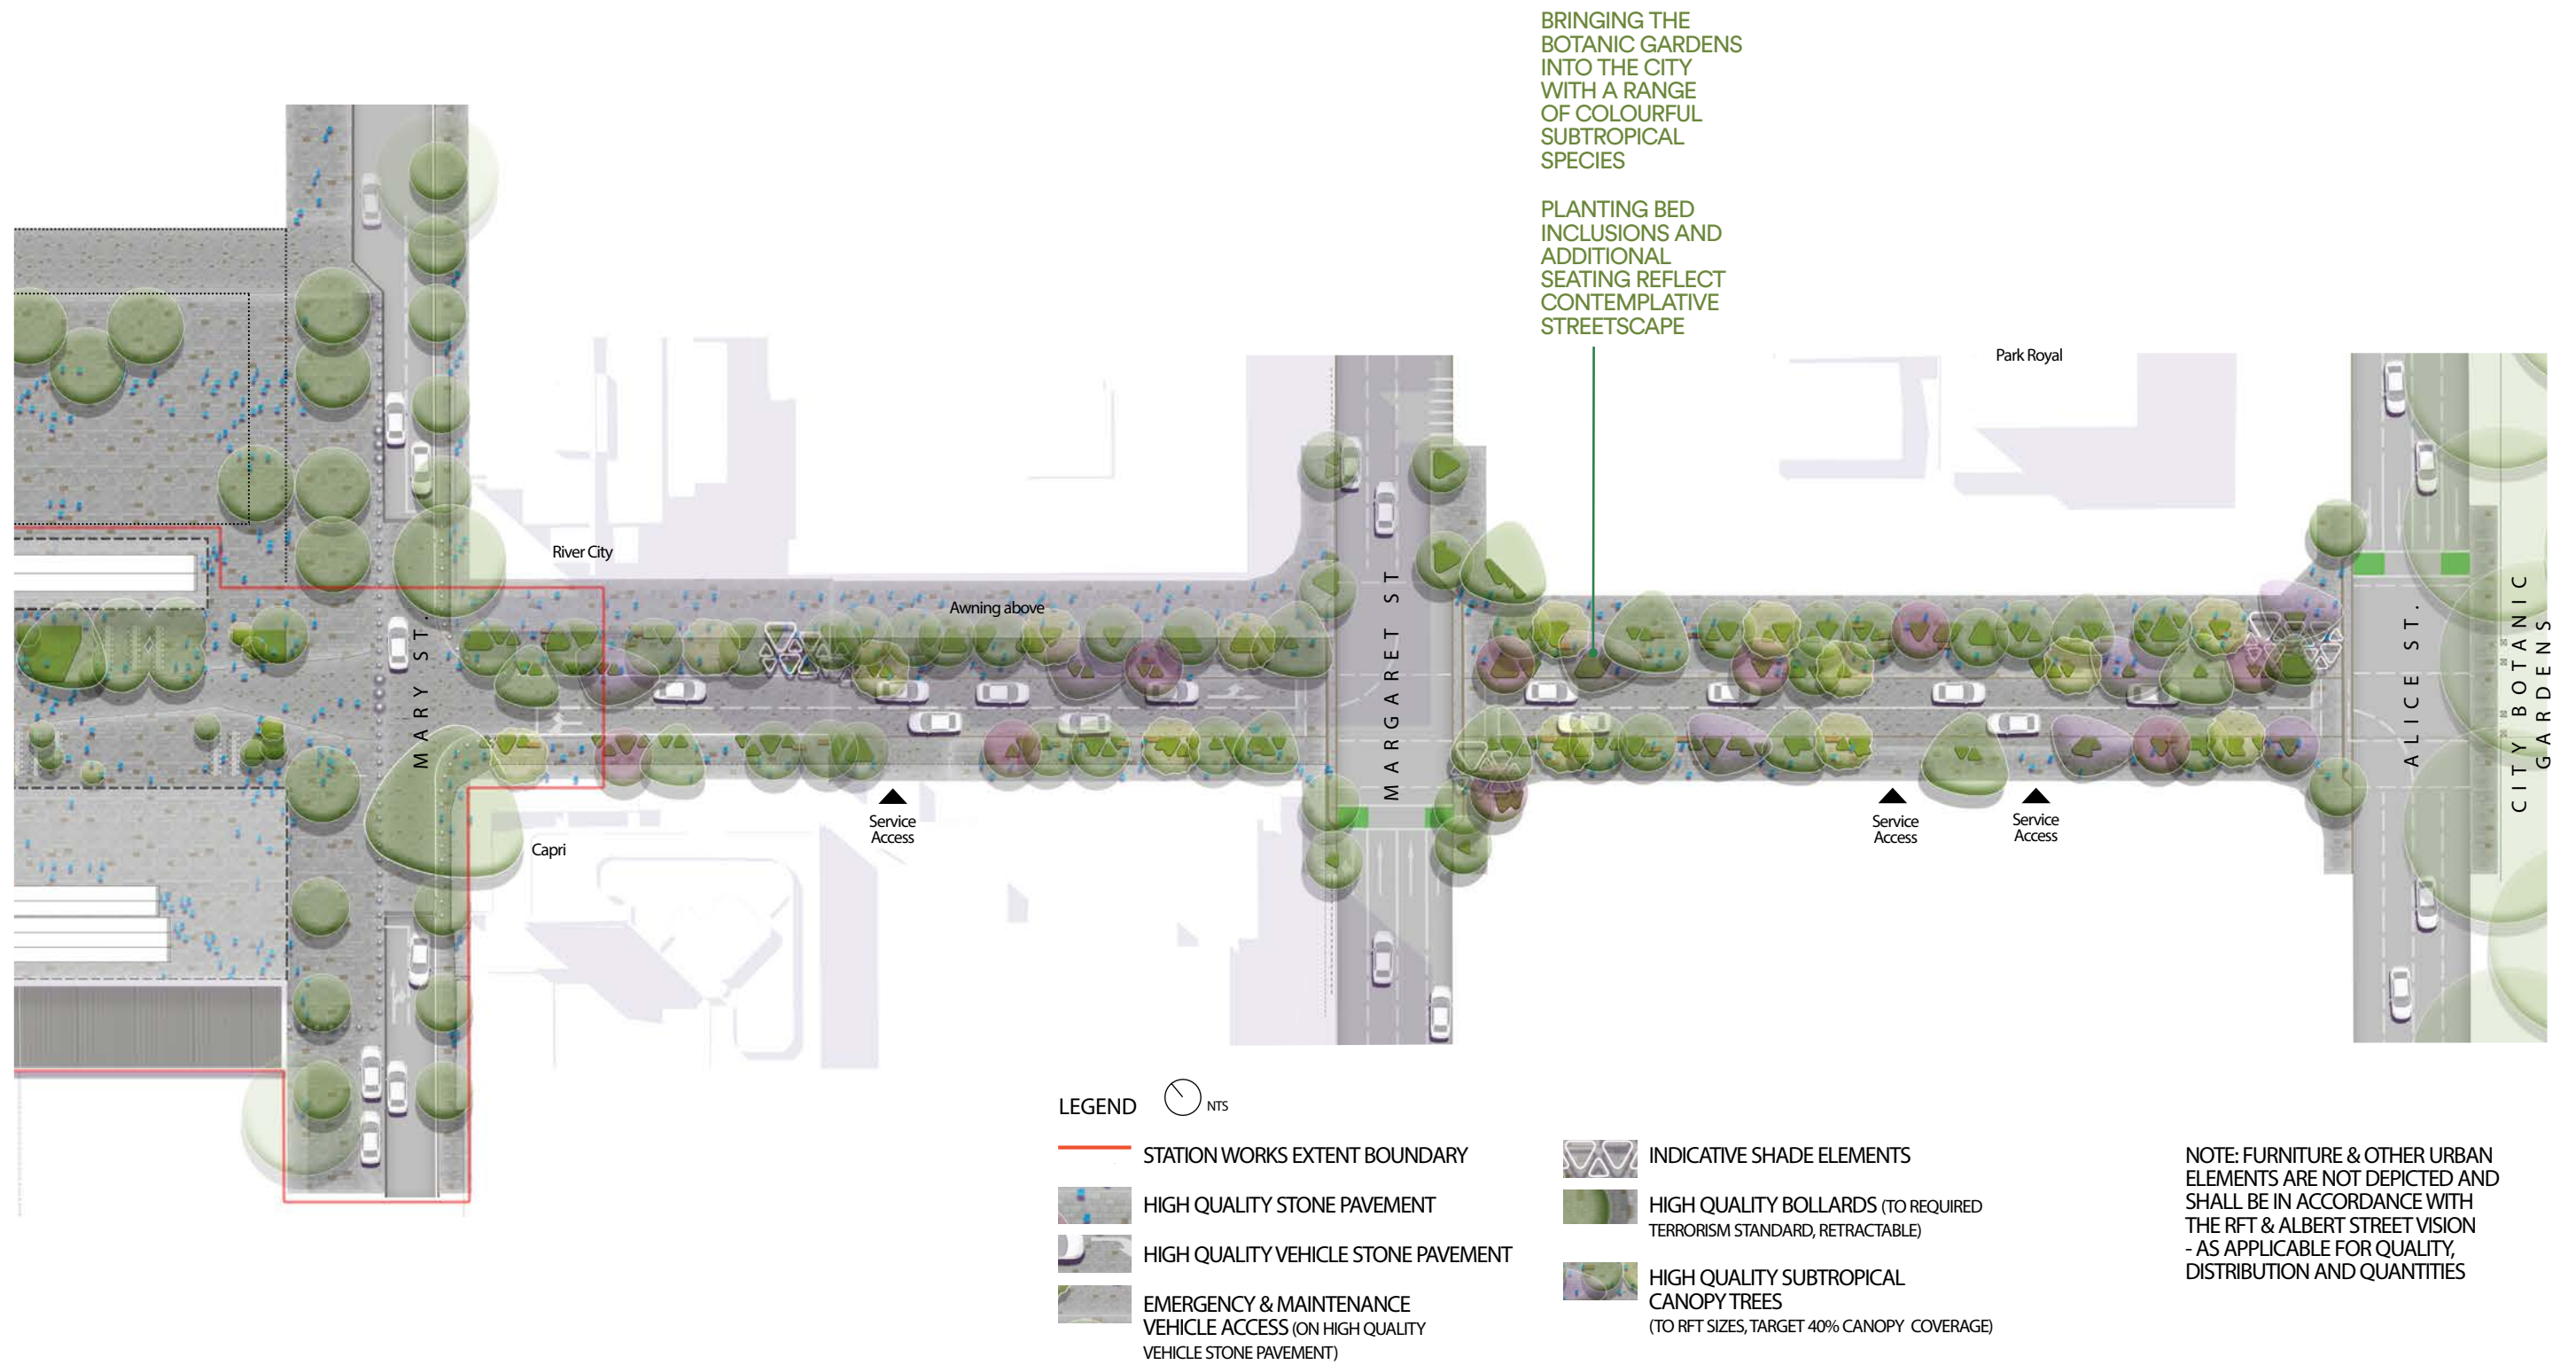 BRINGING THE
BOTANIC GARDENS
INTO THE CITY
WITH A RANGE
OF COLOURFUL
SUBTROPICAL
SPECIES
PLANTING BED
INCLUSIONS AND
ADDITIONAL
SEATING REFLECT
CONTEMPLATIVE
STREETSCAPE
Park Royal
River City
Awning above
MARY ST.
MARGARET ST
ALICE ST.
CITY BOTANIC
GARDENS
Capri
Service
Access
Service
Access
Service
Access
LEGEND
NTS
STATION WORKS EXTENT BOUNDARY
HIGH QUALITY STONE PAVEMENT
HIGH QUALITY VEHICLE STONE PAVEMENT
EMERGENCY & MAINTENANCE
VEHICLE ACCESS (ON HIGH QUALITY
VEHICLE STONE PAVEMENT)
INDICATIVE SHADE ELEMENTS
HIGH QUALITY BOLLARDS (TO REQUIRED
TERRORISM STANDARD, RETRACTABLE)
HIGH QUALITY SUBTROPICAL
CANOPY TREES
(TO RFT SIZES, TARGET 40% CANOPY COVERAGE)
NOTE: FURNITURE & OTHER URBAN
ELEMENTS ARE NOT DEPICTED AND
SHALL BE IN ACCORDANCE WITH
THE RFT & ALBERT STREET VISION
- AS APPLICABLE FOR QUALITY,
DISTRIBUTION AND QUANTITIES